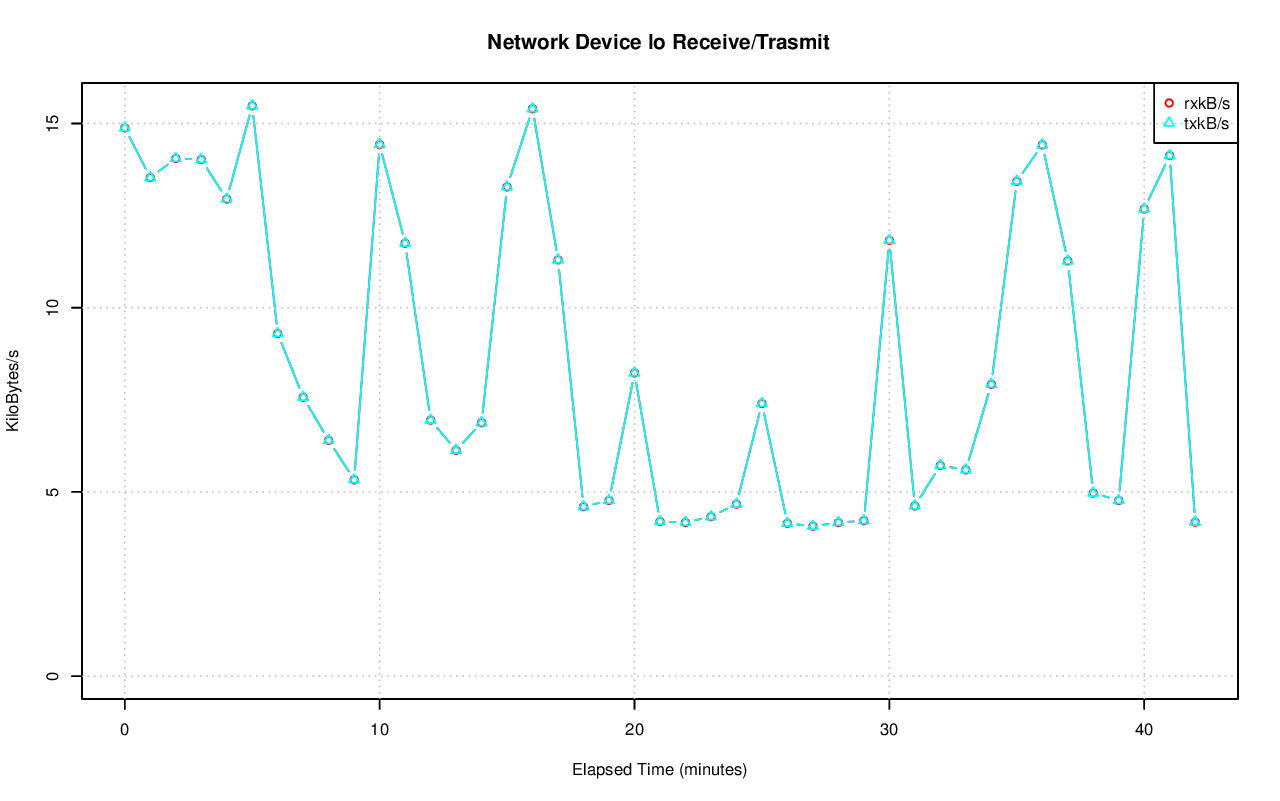 Network Device lo Receive/Trasmit
rxkB/s
txkB/s
KiloBytes/s
15
10
5
0
0 10 20 30 40
Elapsed Time (minutes)